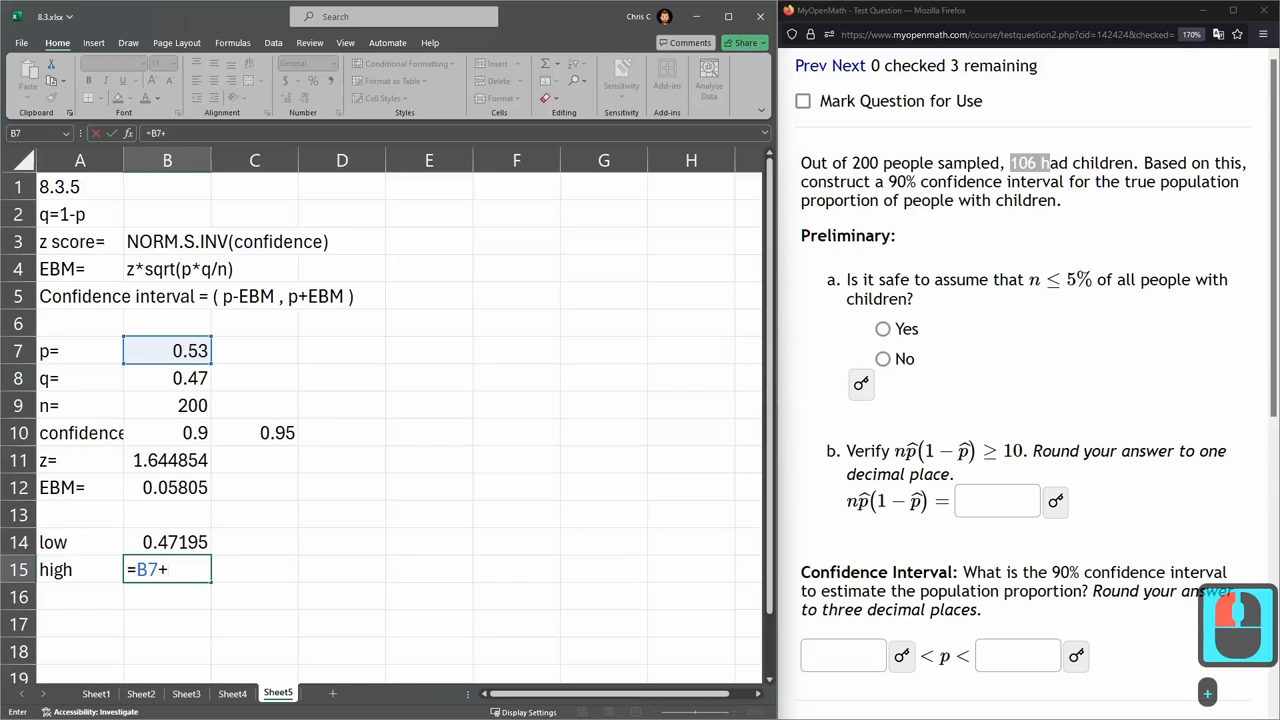 8.3.xlsx
Search
Chris C
File Home Insert Draw Page Layout Formulas Data Review View Automate Help
Comments Share
Paste
B I U
Conditional Formatting
Format as Table
Cell Styles
Insert
Delete
Format
Sensitivity
Add-ins
Analyze Data
Clipboard Font Alignment Number Styles Cells Editing Sensitivity Add-ins
B7 fx =B7+
A B C D E F G H
1 8.3.5
2 q=1-p
3 z score= NORM.S.INV(confidence)
4 EBM= z*sqrt(p*q/n)
5 Confidence interval = ( p-EBM , p+EBM )
6
7 p= 0.53
8 q= 0.47
9 n= 200
10 confidence 0.9 0.95
11 z= 1.644854
12 EBM= 0.05805
13
14 low 0.47195
15 high =B7+
16
17
18
19
Sheet1 Sheet2 Sheet3 Sheet4 Sheet5
Enter Accessibility: Investigate Display Settings
MyOpenMath - Test Question — Mozilla Firefox
https://www.myopenmath.com/course/testquestion2.php?cid=142424&checked= 170%
Prev Next 0 checked 3 remaining
Mark Question for Use
Out of 200 people sampled, 106 had children. Based on this,
construct a 90% confidence interval for the true population
proportion of people with children.
Preliminary:
a. Is it safe to assume that n ≤ 5% of all people with
children?
Yes
No
b. Verify np̂(1 − p̂) ≥ 10. Round your answer to one
decimal place.
np̂(1 − p̂) =
Confidence Interval: What is the 90% confidence interval
to estimate the population proportion? Round your answer
to three decimal places.
< p <
+